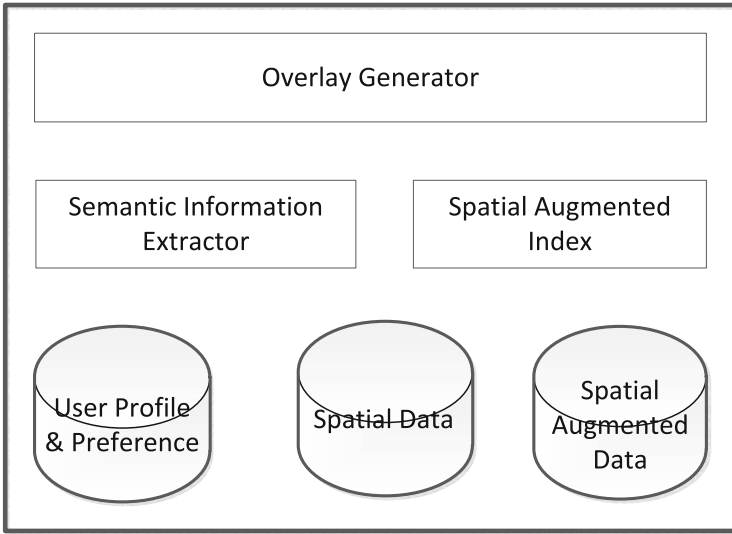 Overlay Generator
Semantic Information
Extractor
Spatial Augmented
Index
User Profile
& Preference
Spatial Data
Spatial
Augmented
Data